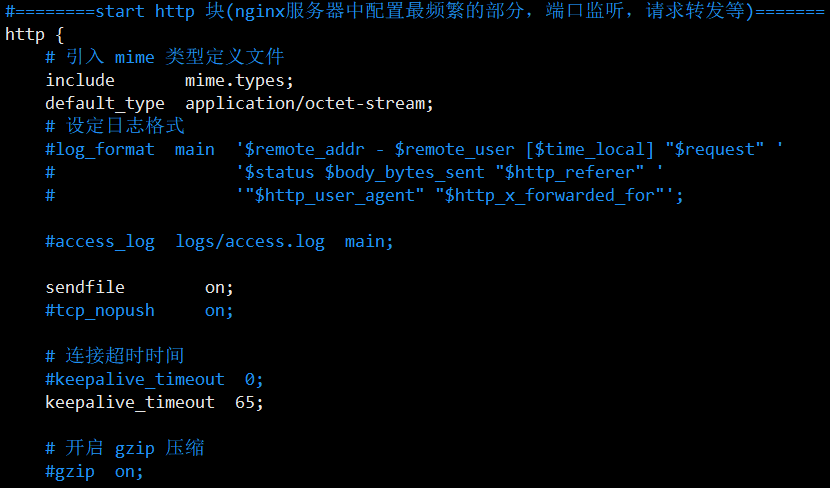 #========start http 块(nginx服务器中配置最频繁的部分，端口监听，请求转发等)=======
http {
    # 引入 mime 类型定义文件
    include       mime.types;
    default_type  application/octet-stream;
    # 设定日志格式
    #log_format  main  '$remote_addr - $remote_user [$time_local] "$request" '
    #                  '$status $body_bytes_sent "$http_referer" '
    #                  '"$http_user_agent" "$http_x_forwarded_for"';

    #access_log  logs/access.log  main;

    sendfile        on;
    #tcp_nopush     on;

    # 连接超时时间
    #keepalive_timeout  0;
    keepalive_timeout  65;

    # 开启 gzip 压缩
    #gzip  on;